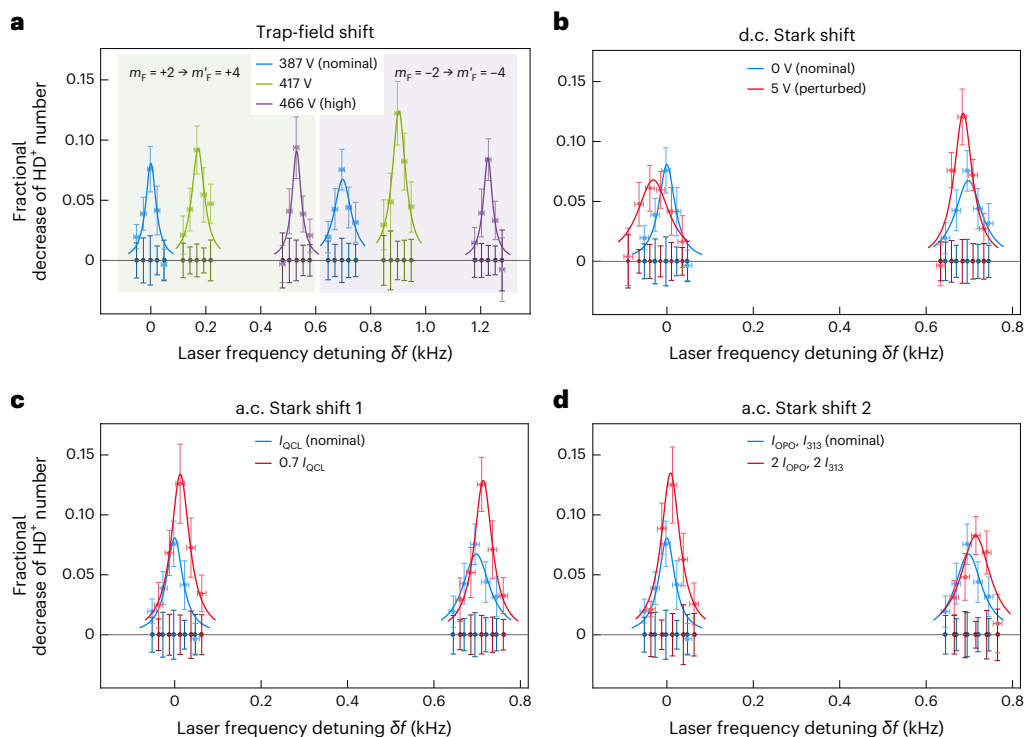 a
Trap-field shift
Fractional
decrease of HD⁺ number
0.15
0.10
0.05
0
m_F = +2 → m'_F = +4
387 V (nominal)
417 V
466 V (high)
m_F = −2 → m'_F = −4
0 0.2 0.4 0.6 0.8 1.0 1.2
Laser frequency detuning δf (kHz)
b
d.c. Stark shift
0.15
0.10
0.05
0
0 V (nominal)
5 V (perturbed)
0 0.2 0.4 0.6 0.8
Laser frequency detuning δf (kHz)
c
a.c. Stark shift 1
Fractional
decrease of HD⁺ number
0.15
0.10
0.05
0
I_QCL (nominal)
0.7 I_QCL
0 0.2 0.4 0.6 0.8
Laser frequency detuning δf (kHz)
d
a.c. Stark shift 2
0.15
0.10
0.05
0
I_OPO, I_313 (nominal)
2 I_OPO, 2 I_313
0 0.2 0.4 0.6 0.8
Laser frequency detuning δf (kHz)